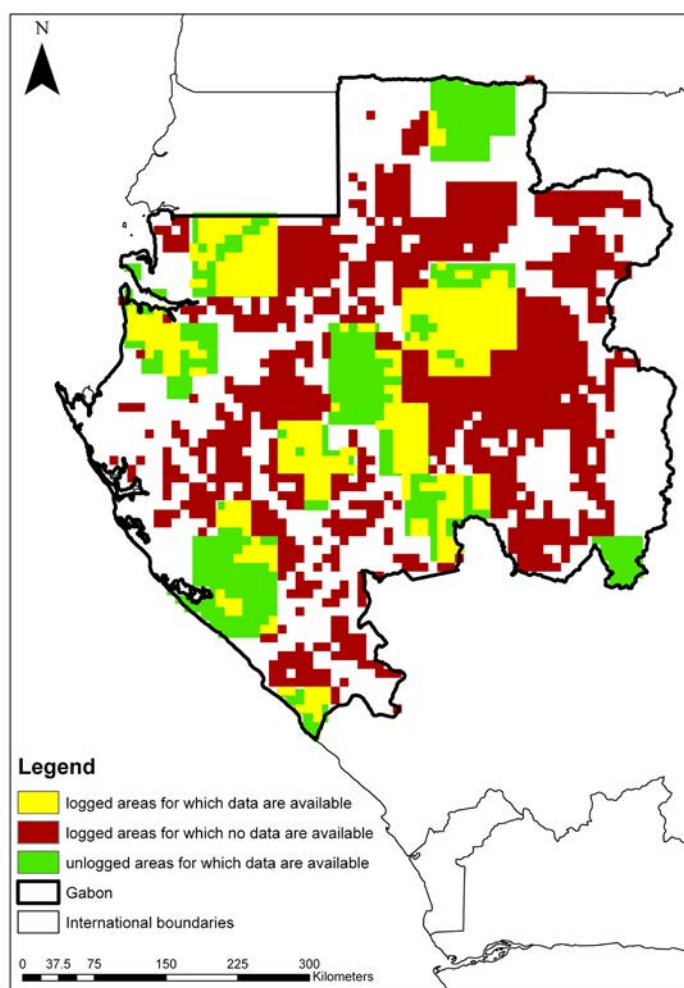 N
Legend
logged areas for which data are available
logged areas for which no data are available
unlogged areas for which data are available
Gabon
International boundaries
0 37.5 75 150 225 300
Kilometers